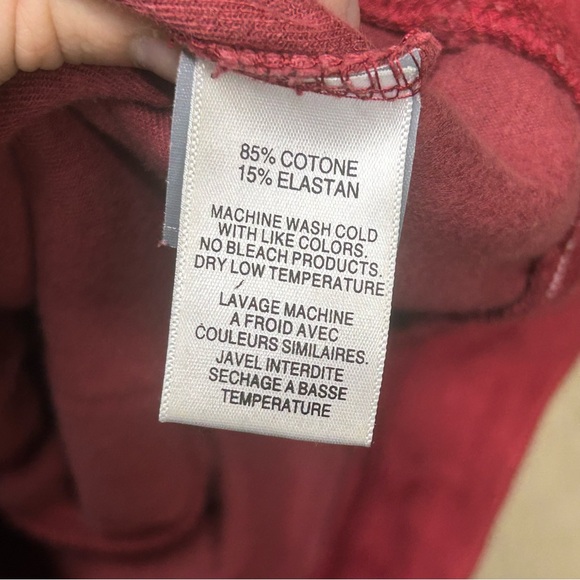 85% COTONE
15% ELASTAN
MACHINE WASH COLD
WITH LIKE COLORS.
NO BLEACH PRODUCTS.
DRY LOW TEMPERATURE
LAVAGE MACHINE
A FROID AVEC
COULEURS SIMILAIRES.
JAVEL INTERDITE
SECHAGE A BASSE
TEMPERATURE